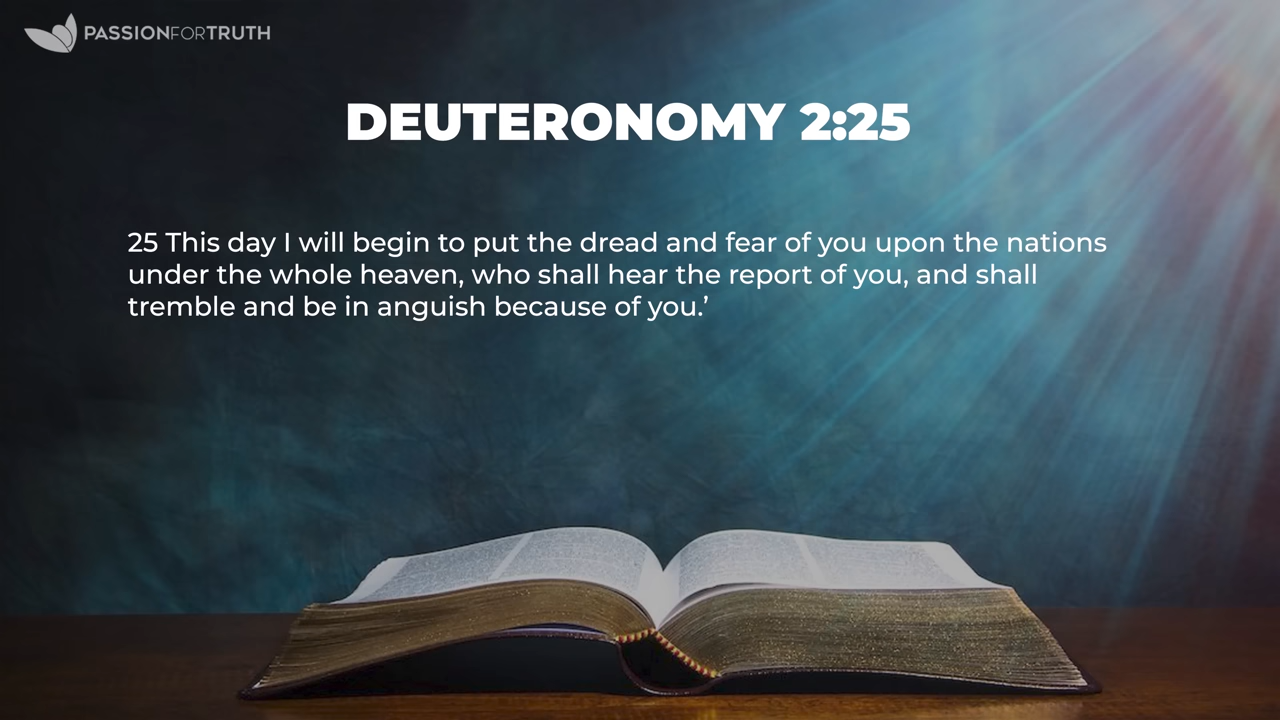 PASSIONFORTRUTH
DEUTERONOMY 2:25
25 This day I will begin to put the dread and fear of you upon the nations
under the whole heaven, who shall hear the report of you, and shall
tremble and be in anguish because of you.’